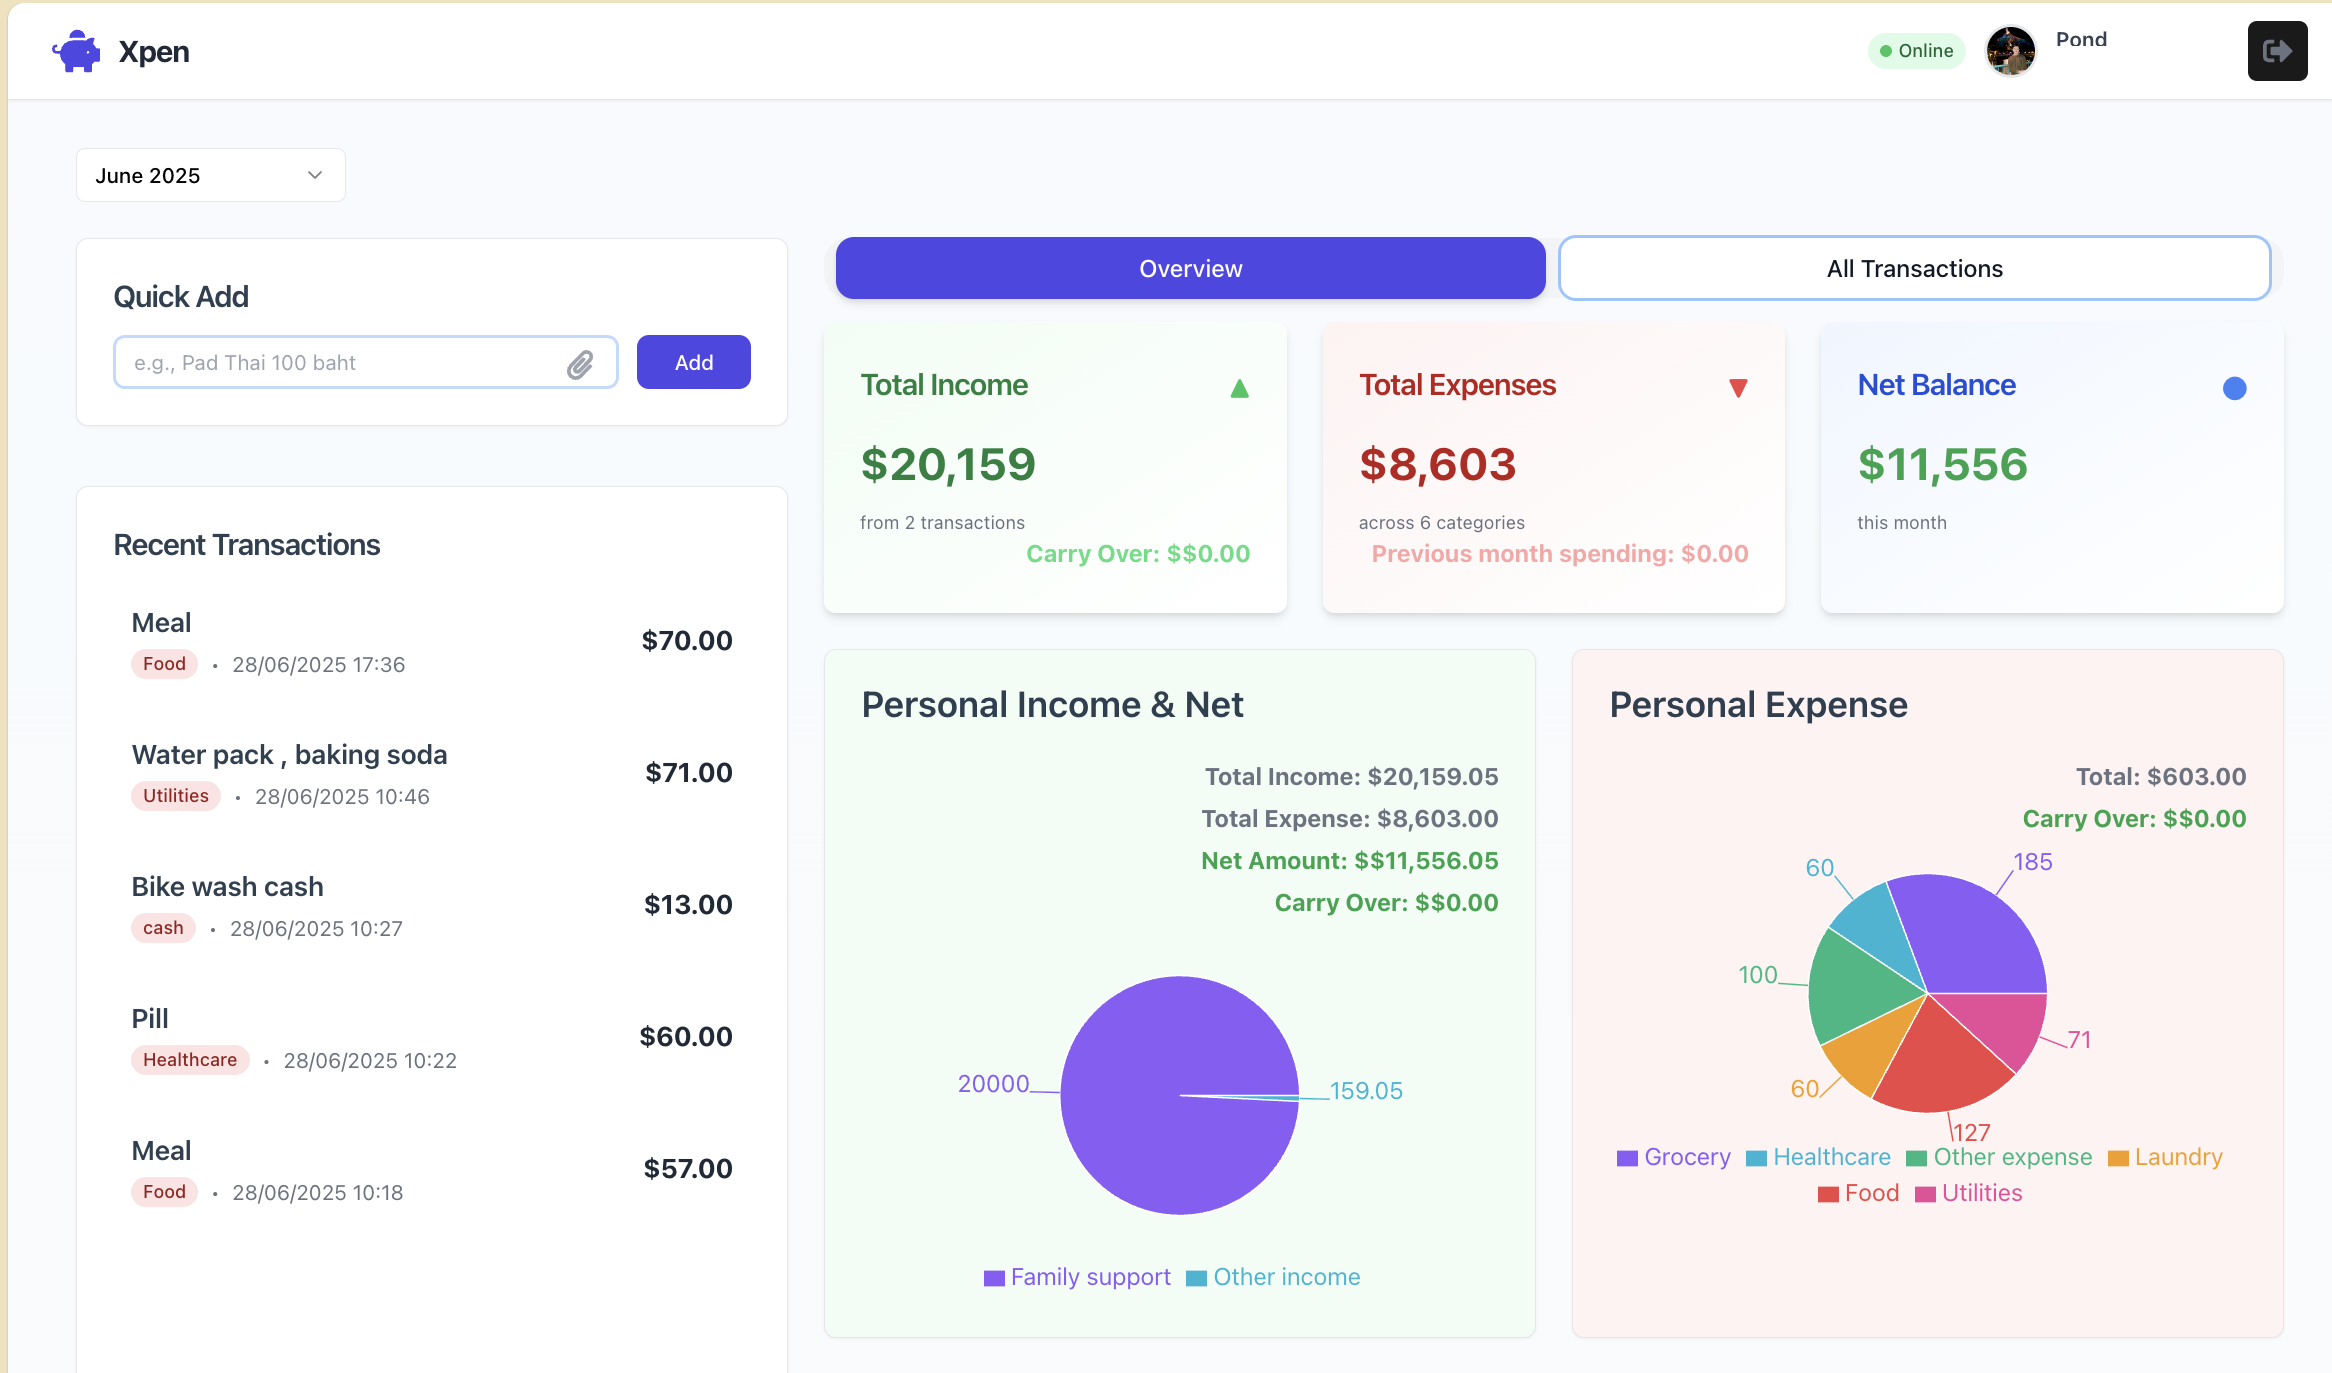 Xpen
Online
Pond
June 2025
Quick Add
e.g., Pad Thai 100 baht
Add
Recent Transactions
Meal
Food • 28/06/2025 17:36
$70.00
Water pack , baking soda
Utilities • 28/06/2025 10:46
$71.00
Bike wash cash
cash • 28/06/2025 10:27
$13.00
Pill
Healthcare • 28/06/2025 10:22
$60.00
Meal
Food • 28/06/2025 10:18
$57.00
Overview
All Transactions
Total Income
$20,159
from 2 transactions
Carry Over: $$0.00
Total Expenses
$8,603
across 6 categories
Previous month spending: $0.00
Net Balance
$11,556
this month
Personal Income & Net
Total Income: $20,159.05
Total Expense: $8,603.00
Net Amount: $$11,556.05
Carry Over: $$0.00
20000
159.05
Family support Other income
Personal Expense
Total: $603.00
Carry Over: $$0.00
60
185
100
71
60
127
Grocery Healthcare Other expense Laundry
Food Utilities